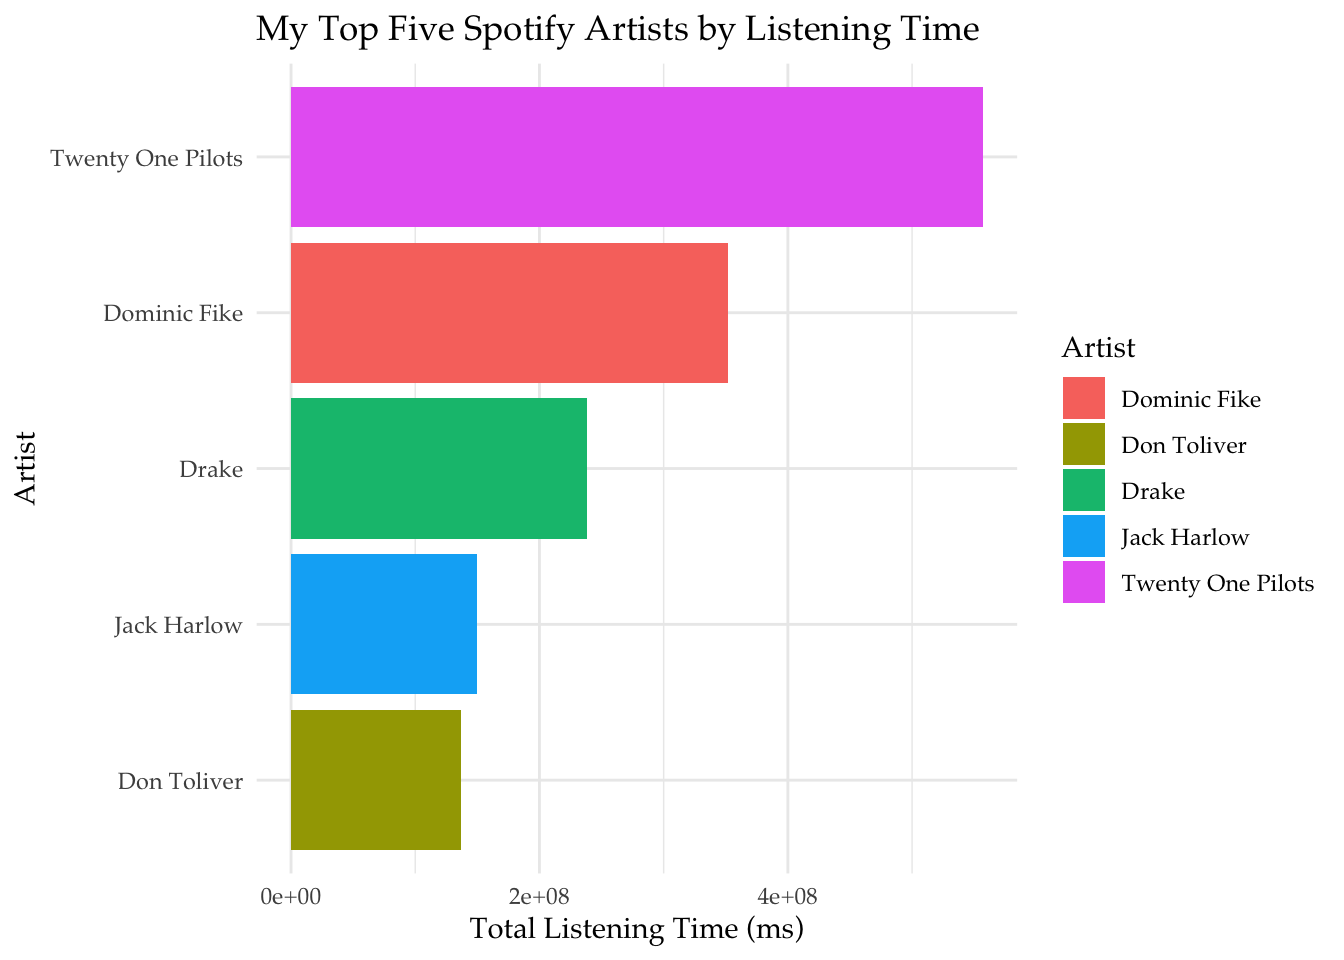 My Top Five Spotify Artists by Listening Time
Twenty One Pilots
Dominic Fike
Drake
Jack Harlow
Don Toliver
Artist
0e+00 2e+08 4e+08
Total Listening Time (ms)
Artist
Dominic Fike
Don Toliver
Drake
Jack Harlow
Twenty One Pilots